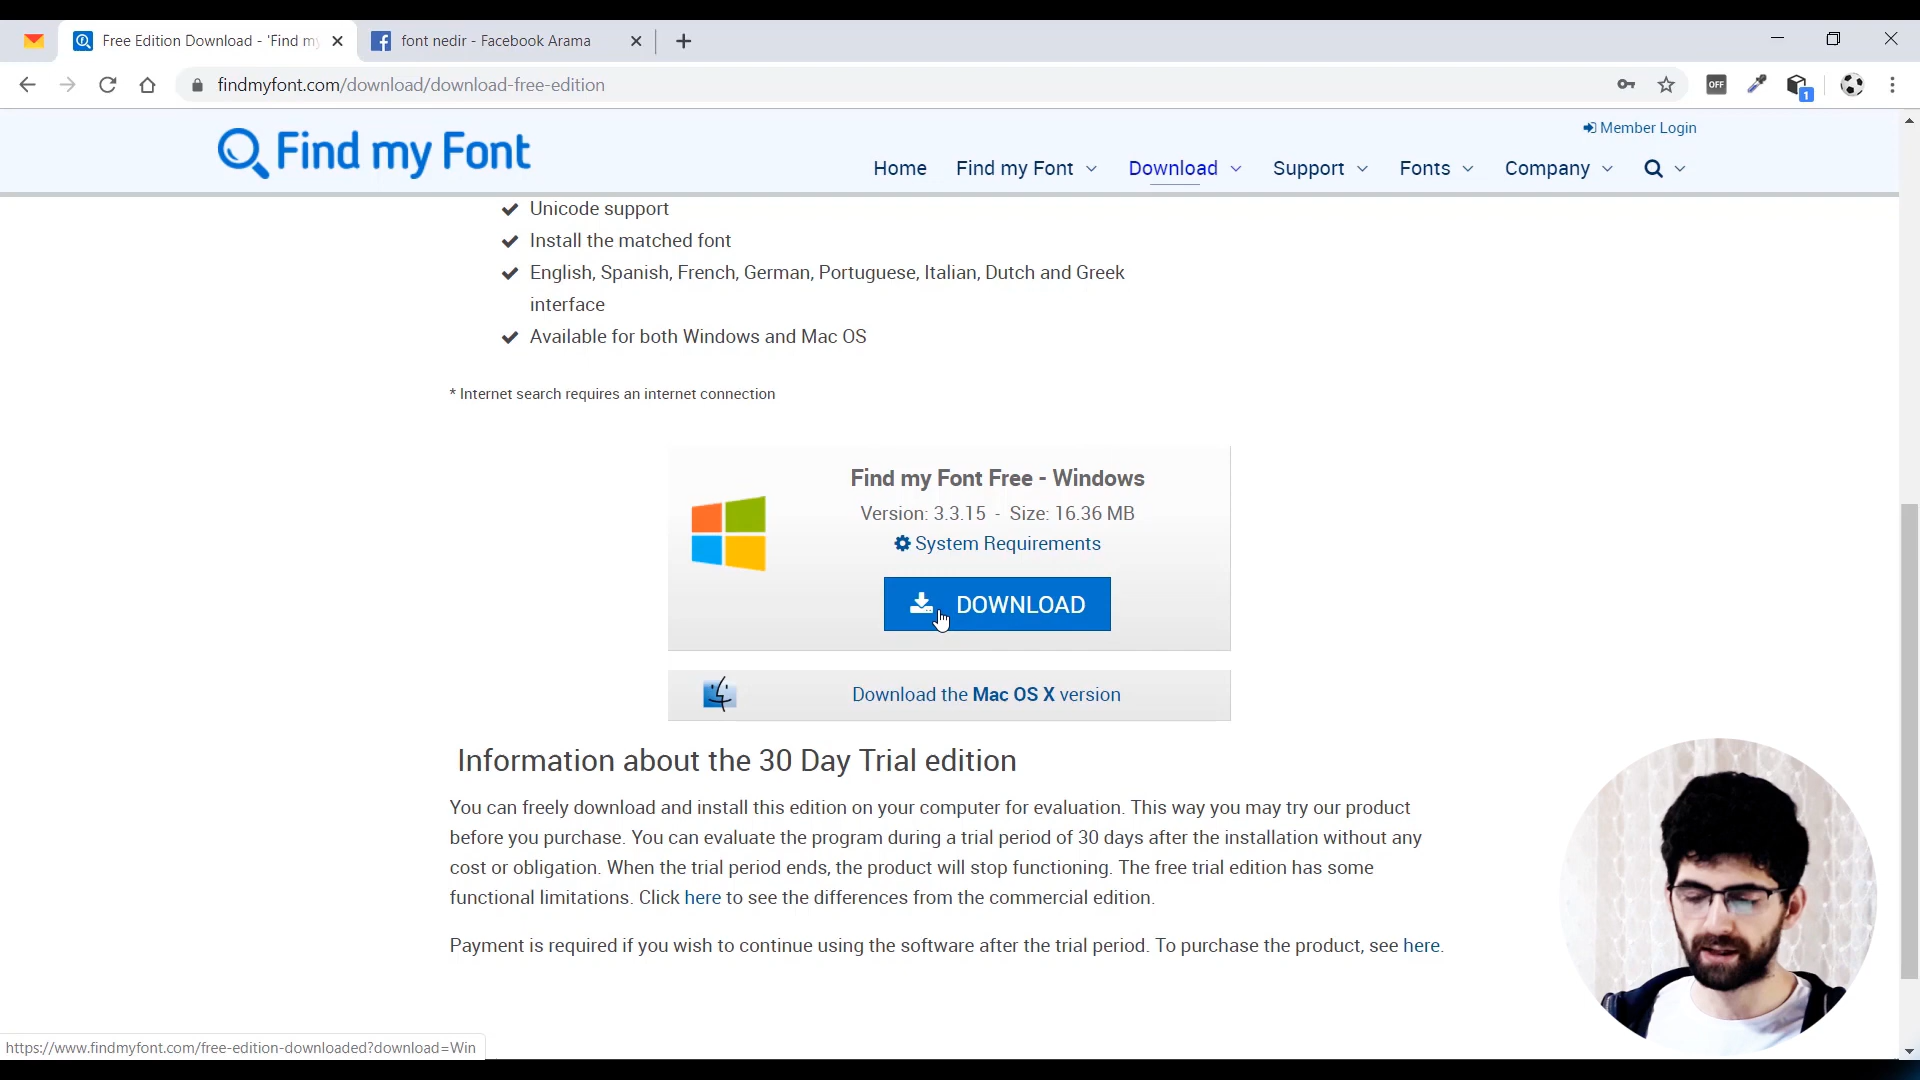 Free Edition Download - 'Find my
font nedir - Facebook Arama
findmyfont.com/download/download-free-edition
OFF
1
Find my Font
Member Login
Home
Find my Font
Download
Support
Fonts
Company
Unicode support
Install the matched font
English, Spanish, French, German, Portuguese, Italian, Dutch and Greek
interface
Available for both Windows and Mac OS
* Internet search requires an internet connection
Find my Font Free - Windows
Version: 3.3.15 - Size: 16.36 MB
System Requirements
DOWNLOAD
Download the Mac OS X version
Information about the 30 Day Trial edition
You can freely download and install this edition on your computer for evaluation. This way you may try our product
before you purchase. You can evaluate the program during a trial period of 30 days after the installation without any
cost or obligation. When the trial period ends, the product will stop functioning. The free trial edition has some
functional limitations. Click here to see the differences from the commercial edition.
Payment is required if you wish to continue using the software after the trial period. To purchase the product, see here.
https://www.findmyfont.com/free-edition-downloaded?download=Win